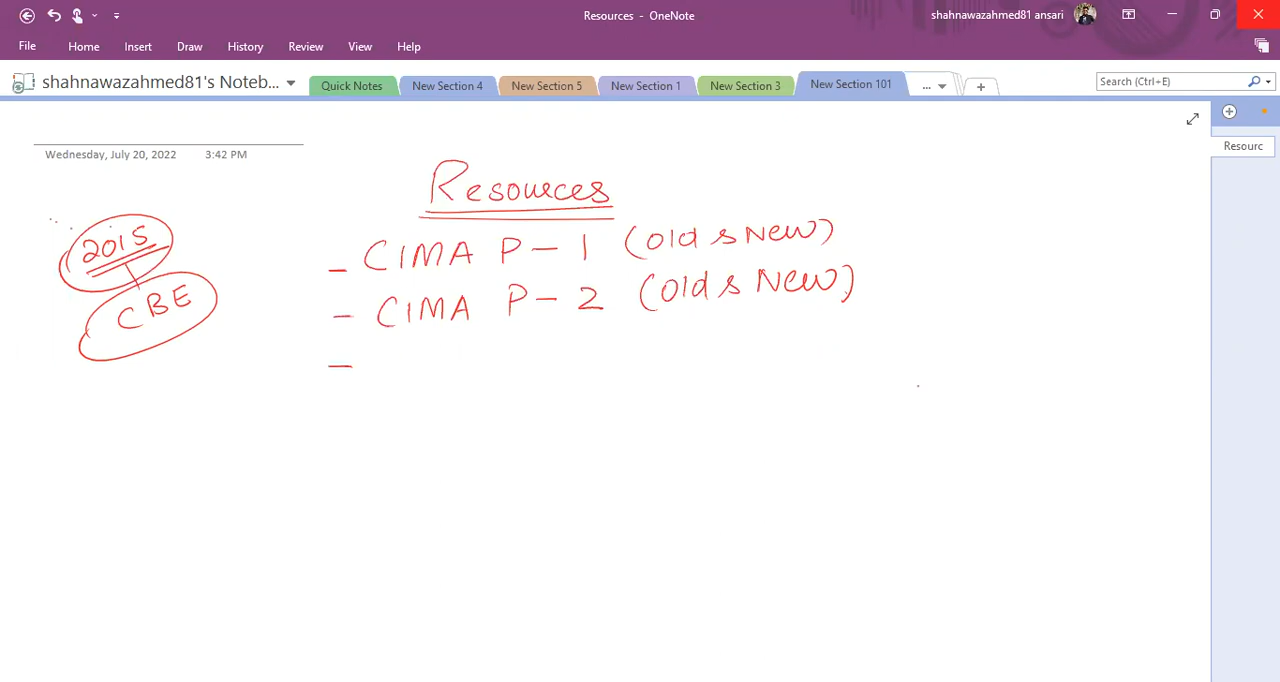 Resources - OneNote
shahnawazahmed81 ansari
File Home Insert Draw History Review View Help
shahnawazahmed81's Noteb... Quick Notes New Section 4 New Section 5 New Section 1 New Section 3 New Section 101 ... +
Search (Ctrl+E)
Resourc
Wednesday, July 20, 2022 3:42 PM
Resources
- CIMA P-1 (old & New)
- CIMA P-2 (old & New)
-
2015
CBE